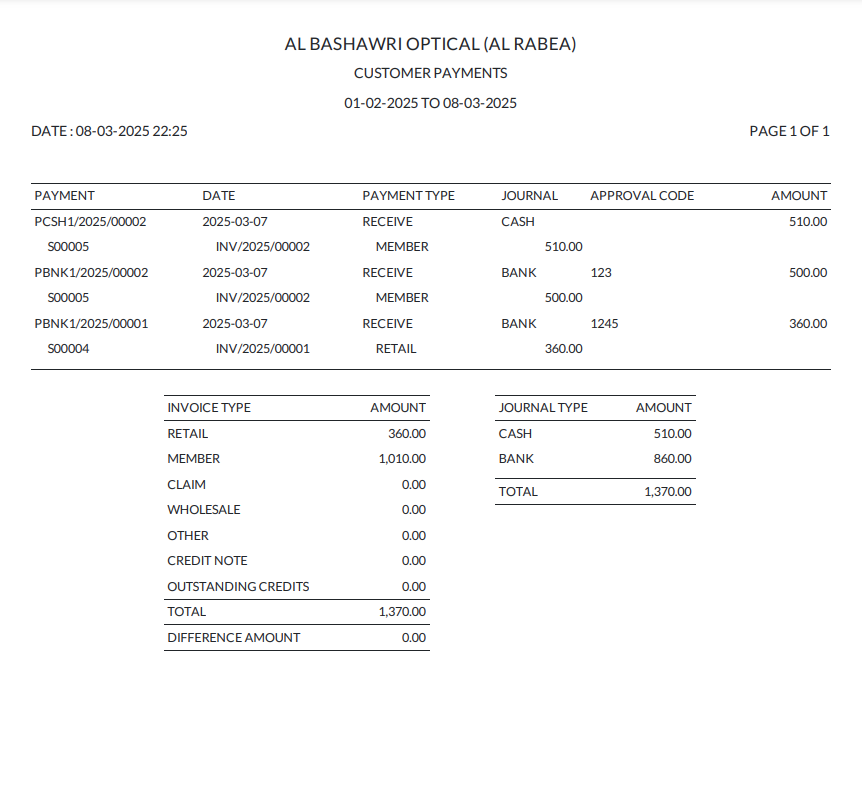 AL BASHAWRI OPTICAL (AL RABEA)
CUSTOMER PAYMENTS
01-02-2025 TO 08-03-2025
DATE : 08-03-2025 22:25 PAGE 1 OF 1
PAYMENT DATE PAYMENT TYPE JOURNAL APPROVAL CODE AMOUNT
PCSH1/2025/00002 2025-03-07 RECEIVE CASH 510.00
S00005 INV/2025/00002 MEMBER 510.00
PBNK1/2025/00002 2025-03-07 RECEIVE BANK 123 500.00
S00005 INV/2025/00002 MEMBER 500.00
PBNK1/2025/00001 2025-03-07 RECEIVE BANK 1245 360.00
S00004 INV/2025/00001 RETAIL 360.00
INVOICE TYPE AMOUNT
RETAIL 360.00
MEMBER 1,010.00
CLAIM 0.00
WHOLESALE 0.00
OTHER 0.00
CREDIT NOTE 0.00
OUTSTANDING CREDITS 0.00
TOTAL 1,370.00
DIFFERENCE AMOUNT 0.00
JOURNAL TYPE AMOUNT
CASH 510.00
BANK 860.00
TOTAL 1,370.00